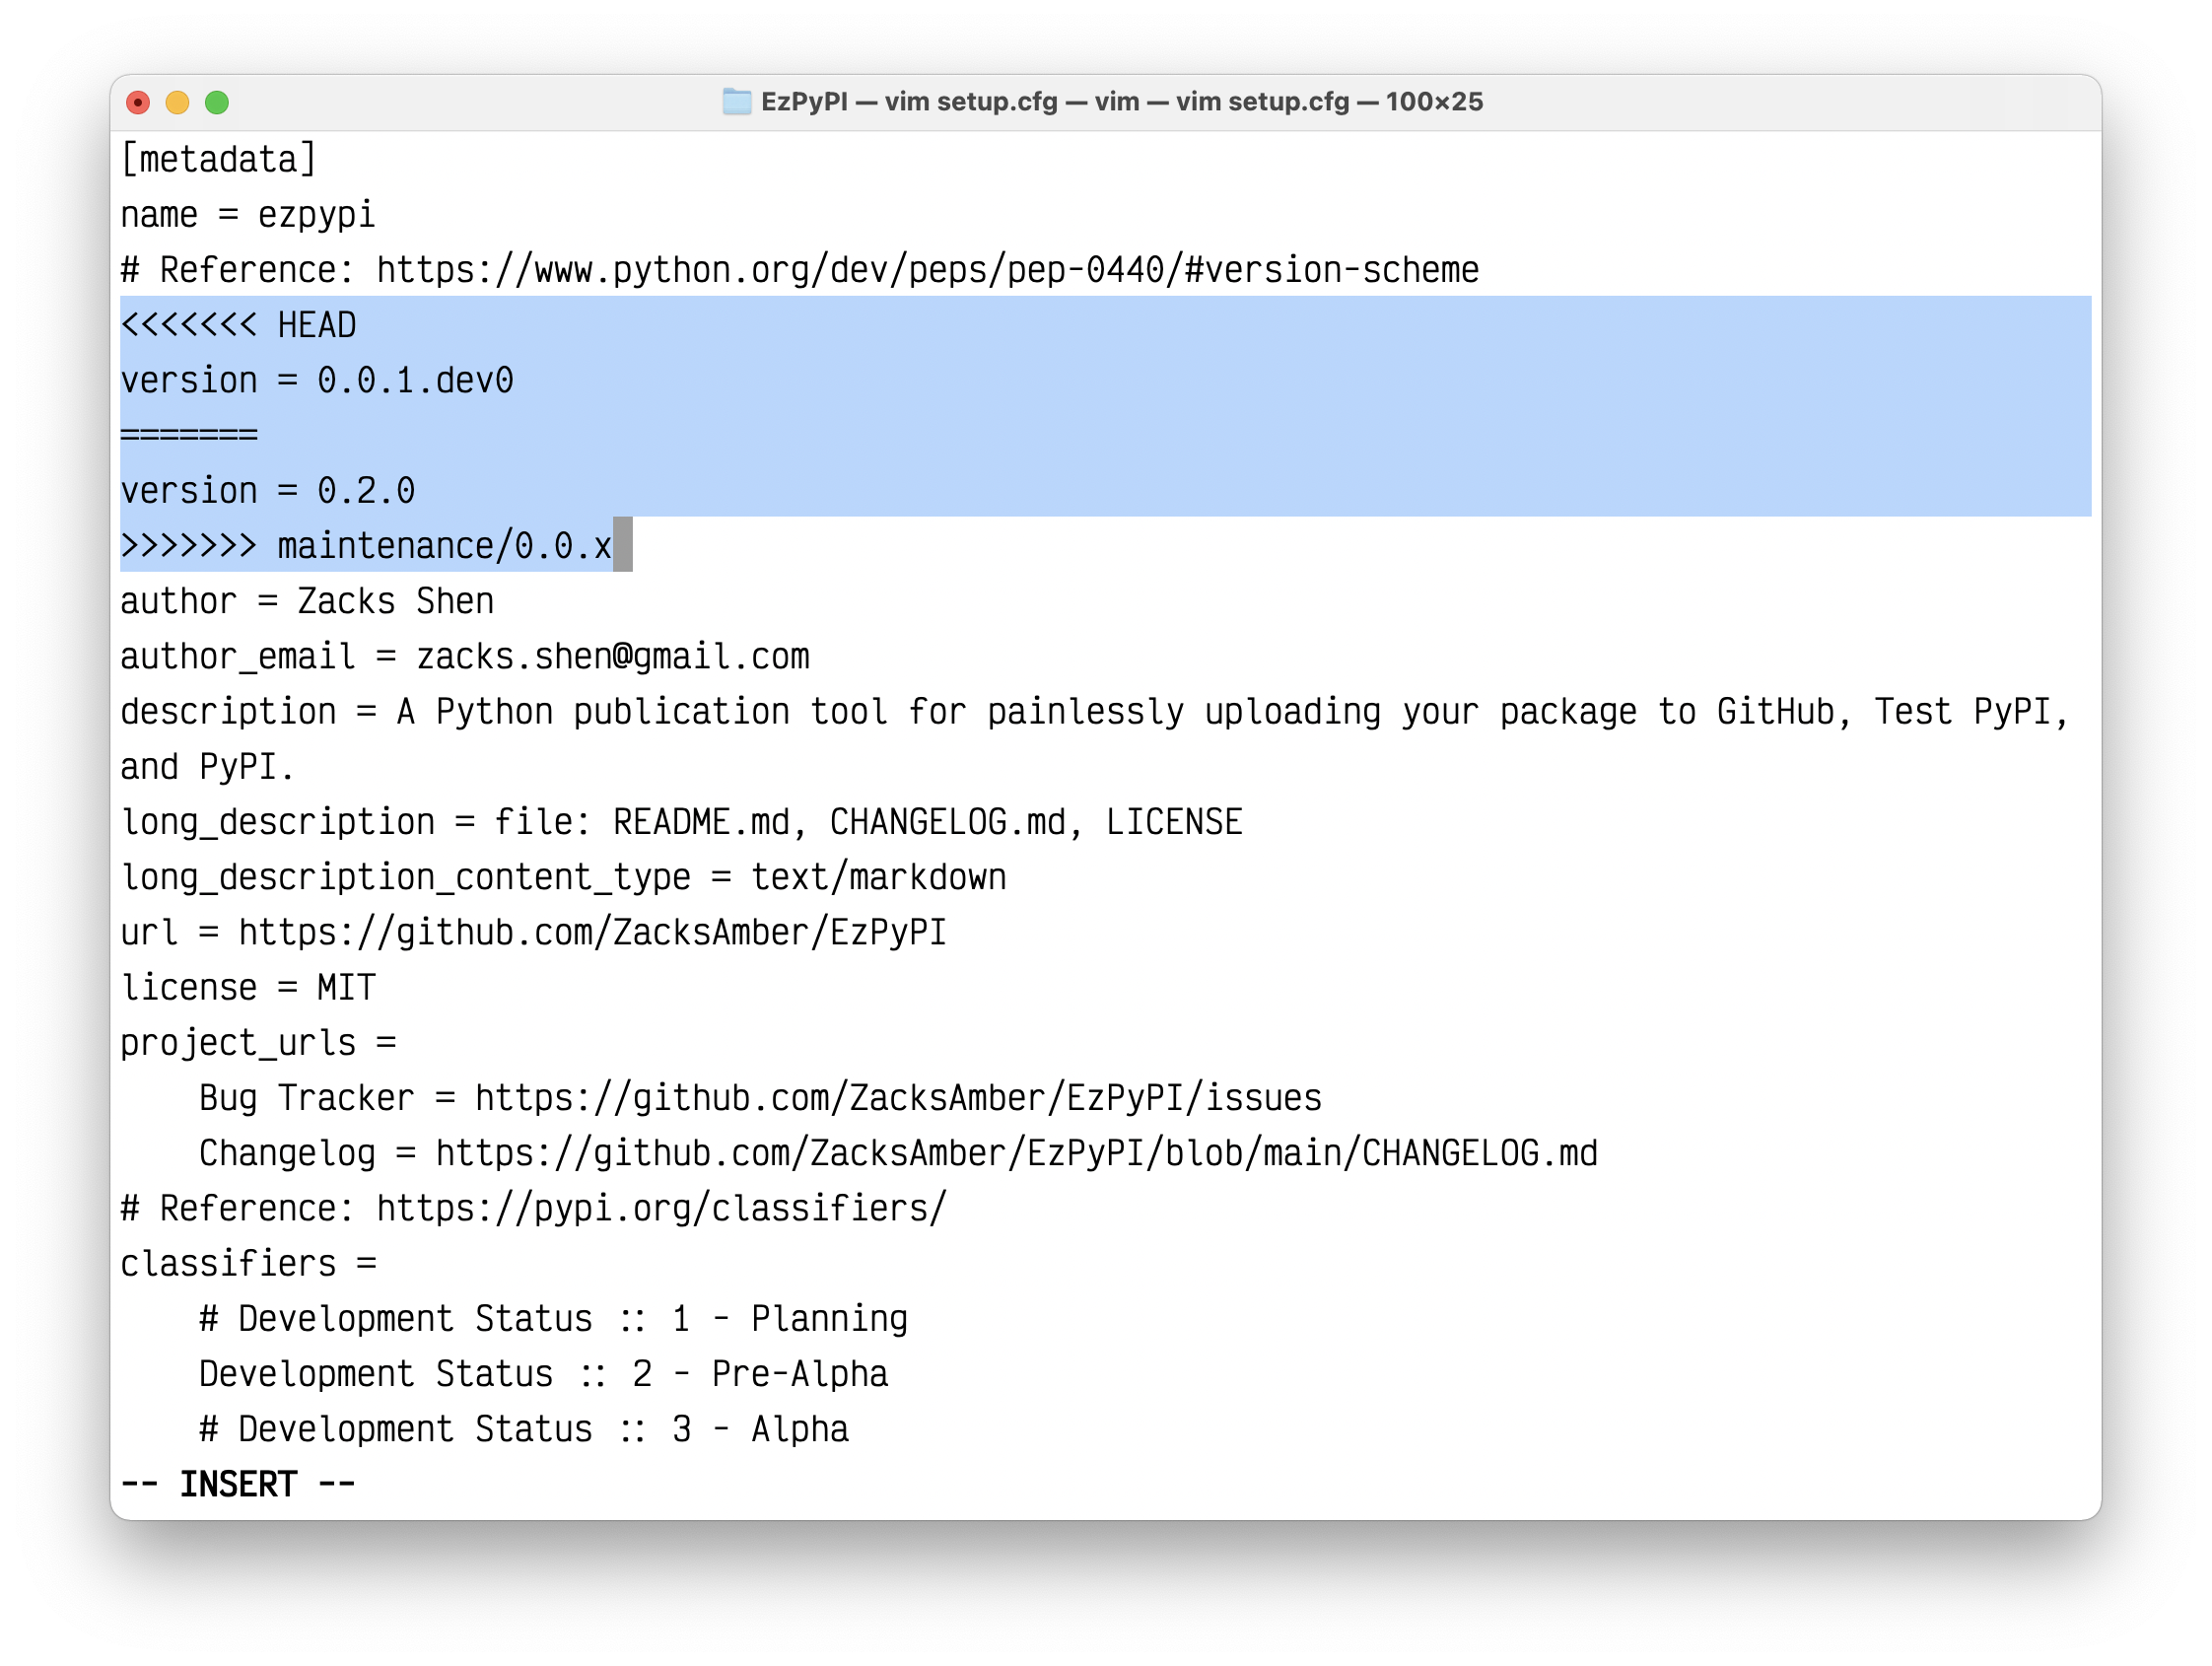 EzPyPI — vim setup.cfg — vim — vim setup.cfg — 100×25
[metadata]
name = ezpypi
# Reference: https://www.python.org/dev/peps/pep-0440/#version-scheme
<<<<<<< HEAD
version = 0.0.1.dev0
=======
version = 0.2.0
>>>>>>> maintenance/0.0.x
author = Zacks Shen
author_email = zacks.shen@gmail.com
description = A Python publication tool for painlessly uploading your package to GitHub, Test PyPI,
and PyPI.
long_description = file: README.md, CHANGELOG.md, LICENSE
long_description_content_type = text/markdown
url = https://github.com/ZacksAmber/EzPyPI
license = MIT
project_urls =
    Bug Tracker = https://github.com/ZacksAmber/EzPyPI/issues
    Changelog = https://github.com/ZacksAmber/EzPyPI/blob/main/CHANGELOG.md
# Reference: https://pypi.org/classifiers/
classifiers =
    # Development Status :: 1 - Planning
    Development Status :: 2 - Pre-Alpha
    # Development Status :: 3 - Alpha
-- INSERT --